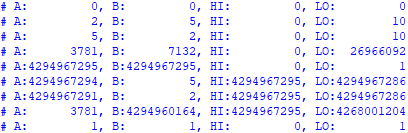 # A:         0, B:         0, HI:         0, LO:         0
# A:         2, B:         5, HI:         0, LO:        10
# A:         5, B:         2, HI:         0, LO:        10
# A:      3781, B:      7132, HI:         0, LO:  26966092
# A:4294967295, B:4294967295, HI:         0, LO:         1
# A:4294967294, B:         5, HI:4294967295, LO:4294967286
# A:4294967291, B:         2, HI:4294967295, LO:4294967286
# A:      3781, B:4294960164, HI:4294967295, LO:4268001204
# A:         1, B:         1, HI:         0, LO:         1